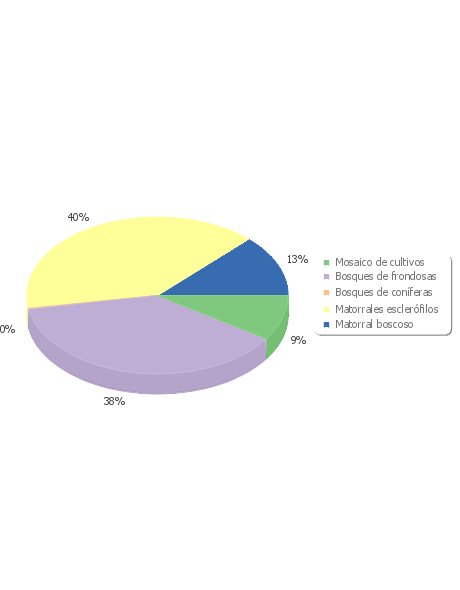 40%
13%
Mosaico de cultivos
Bosques de frondosas
Bosques de coníferas
Matorrales esclerófilos
Matorral boscoso
0%
9%
38%